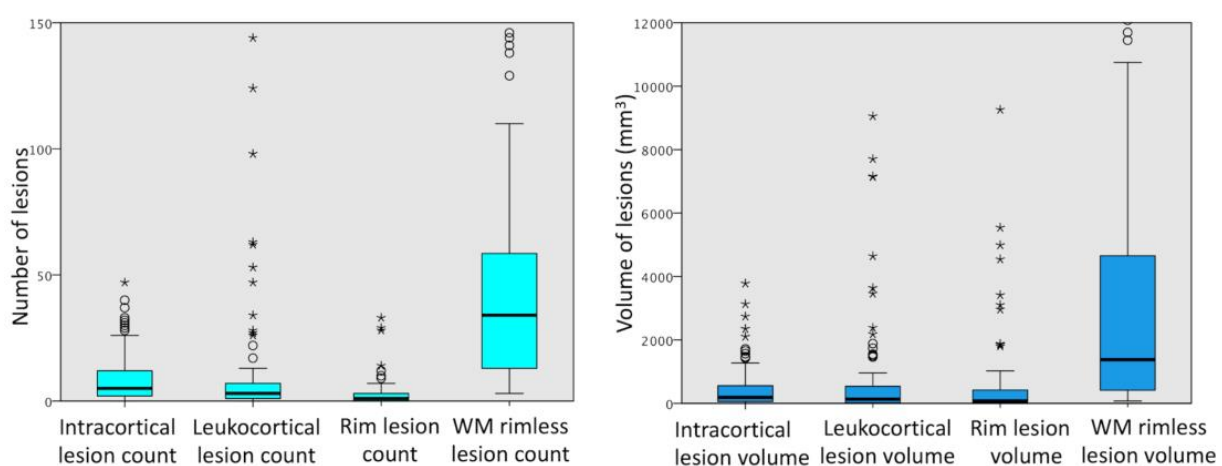 Number of lesions
150
100
50
0
Intracortical
lesion count
Leukocortical
lesion count
Rim lesion
count
WM rimless
lesion count
Volume of lesions (mm³)
12000
10000
8000
6000
4000
2000
0
Intracortical
lesion volume
Leukocortical
lesion volume
Rim lesion
volume
WM rimless
lesion volume